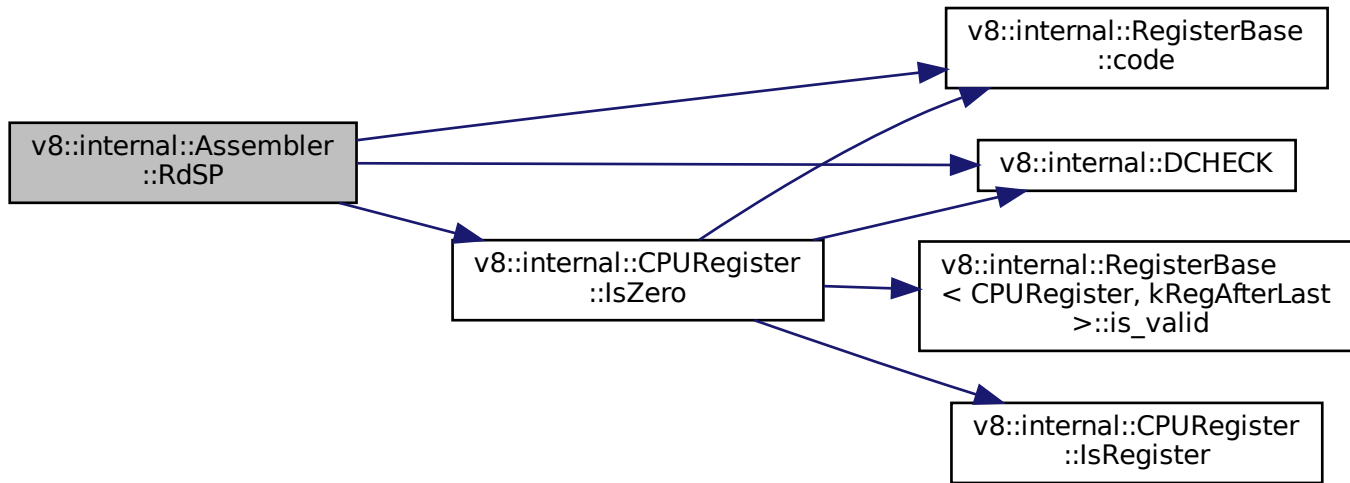 v8::internal::Assembler
::RdSP
v8::internal::CPURegister
::IsZero
v8::internal::RegisterBase
::code
v8::internal::DCHECK
v8::internal::RegisterBase
< CPURegister, kRegAfterLast
>::is_valid
v8::internal::CPURegister
::IsRegister